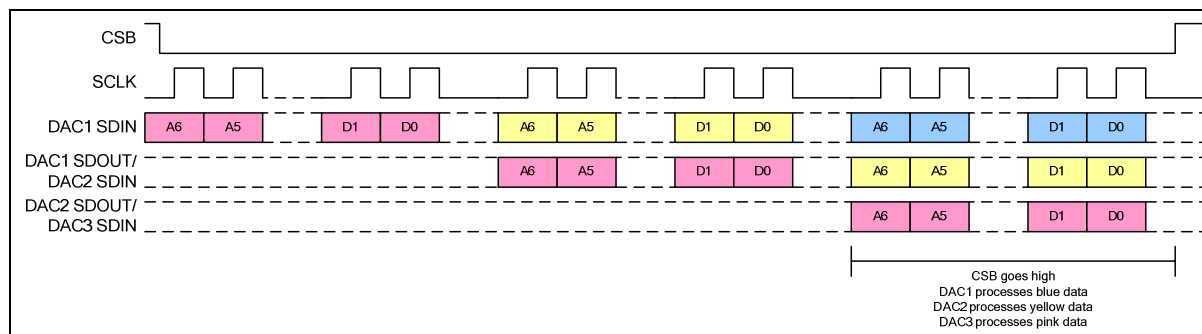 CSB
SCLK
DAC1 SDIN
A6 A5 D1 D0 A6 A5 D1 D0 A6 A5 D1 D0
DAC1 SDOUT/
DAC2 SDIN
A6 A5 D1 D0 A6 A5 D1 D0
DAC2 SDOUT/
DAC3 SDIN
A6 A5 D1 D0
CSB goes high
DAC1 processes blue data
DAC2 processes yellow data
DAC3 processes pink data